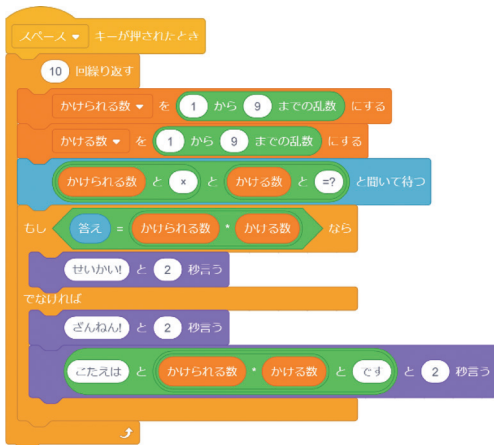 スペース キーが押されたとき
10 回繰り返す
かけられる数 を 1 から 9 までの乱数 にする
かける数 を 1 から 9 までの乱数 にする
かけられる数 と × と かける数 と =? と聞いて待つ
もし 答え = かけられる数 * かける数 なら
せいかい! と 2 秒言う
でなければ
ざんねん! と 2 秒言う
こたえは と かけられる数 * かける数 と です と 2 秒言う